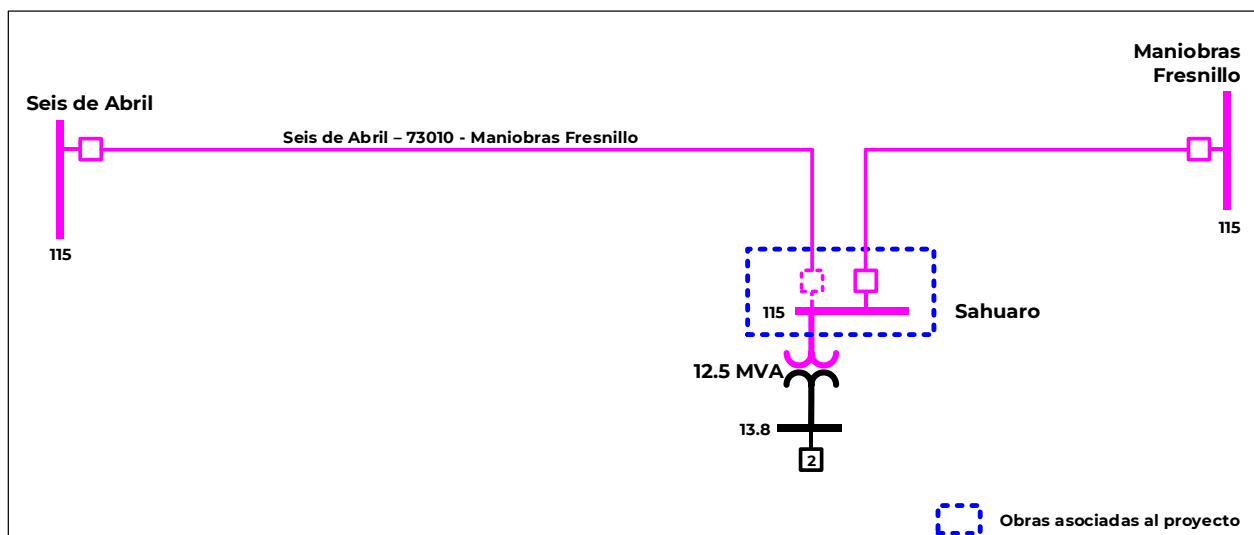 Maniobras
Fresnillo
Seis de Abril
Seis de Abril – 73010 - Maniobras Fresnillo
115
115
115
Sahuaro
12.5 MVA
13.8
2
Obras asociadas al proyecto